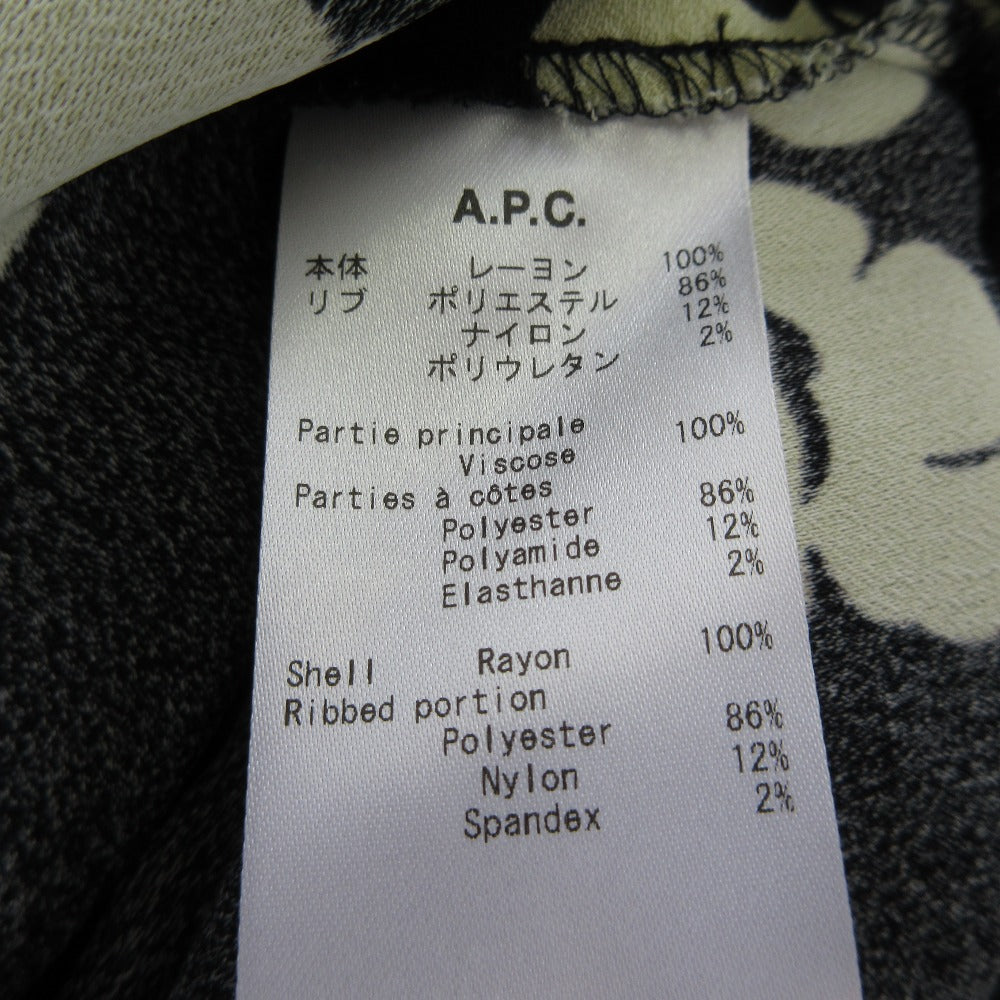 A.P.C.
本体 レーヨン 100%
リブ ポリエステル 86%
ナイロン 12%
ポリウレタン 2%
Partie principale
Viscose 100%
Parties à côtes
Polyester 86%
Polyamide 12%
Elasthanne 2%
Shell Rayon 100%
Ribbed portion
Polyester 86%
Nylon 12%
Spandex 2%